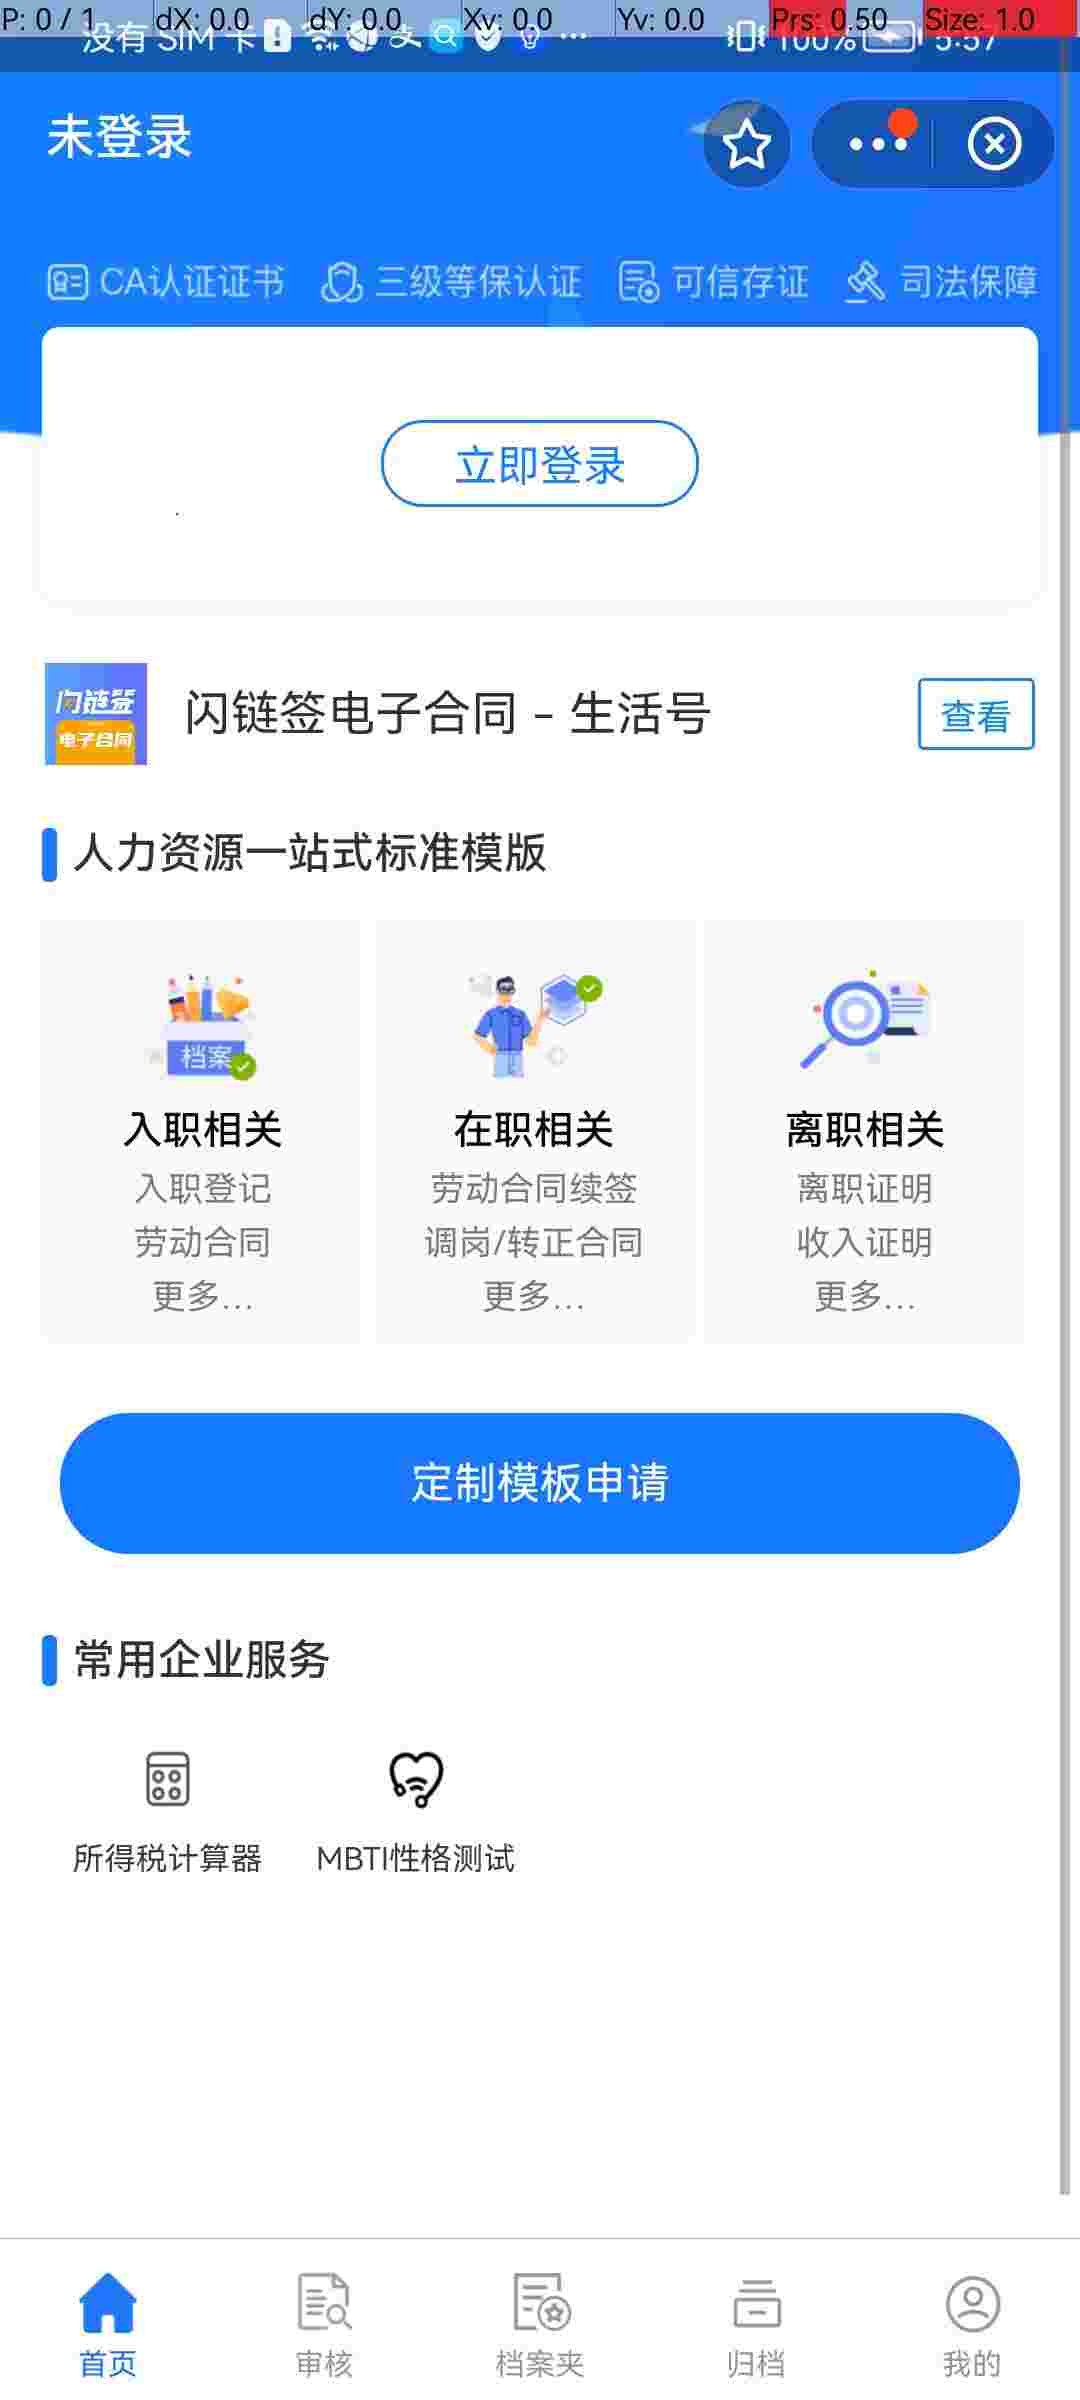 P: 0 / 1 dX: 0.0 dY: 0.0 Xv: 0.0 Yv: 0.0 Prs: 0.50 Size: 1.0
没有 SIM 卡 100% 5:57
未登录
CA认证证书 三级等保认证 可信存证 司法保障
立即登录
闪链签
电子合同
闪链签电子合同 - 生活号
查看
人力资源一站式标准模版
档案
入职相关
入职登记
劳动合同
更多...
在职相关
劳动合同续签
调岗/转正合同
更多...
离职相关
离职证明
收入证明
更多...
定制模板申请
常用企业服务
所得税计算器 MBTI性格测试
首页 审核 档案夹 归档 我的